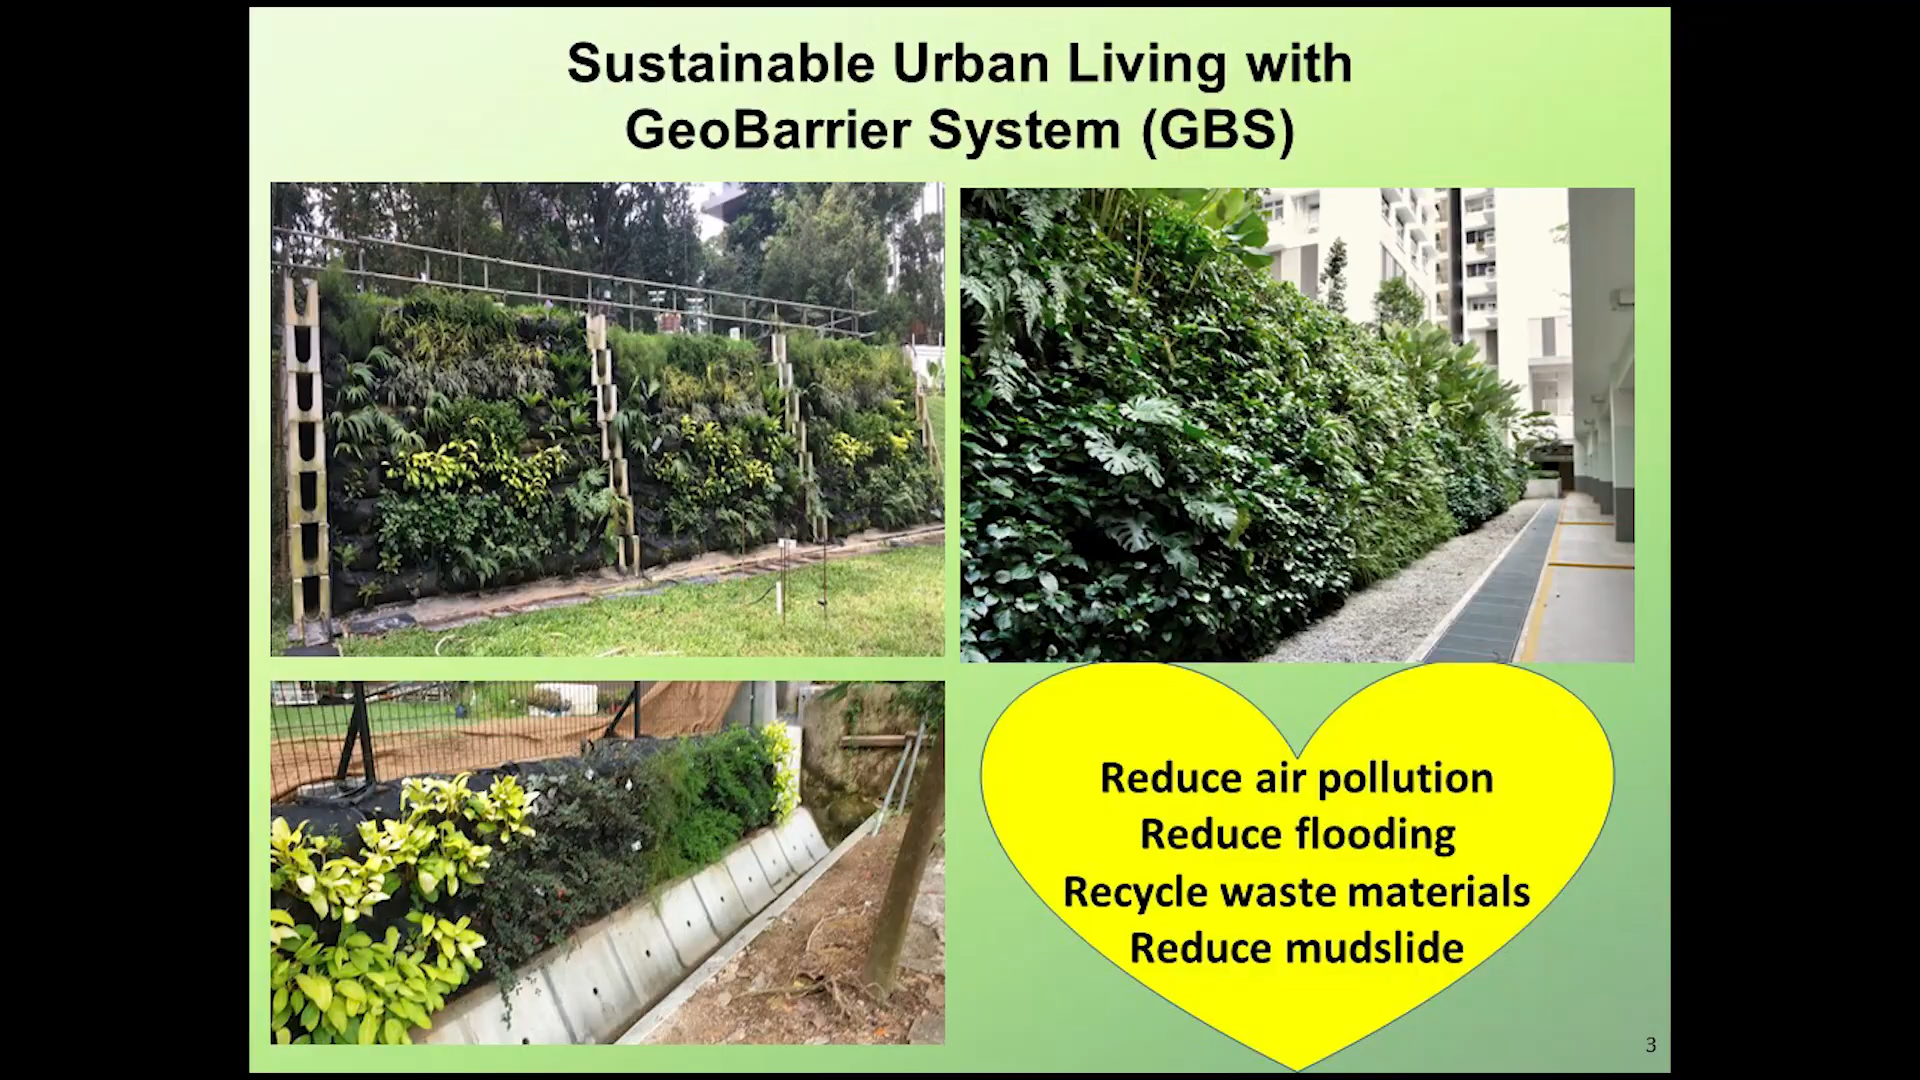 Sustainable Urban Living with
GeoBarrier System (GBS)
Reduce air pollution
Reduce flooding
Recycle waste materials
Reduce mudslide
3